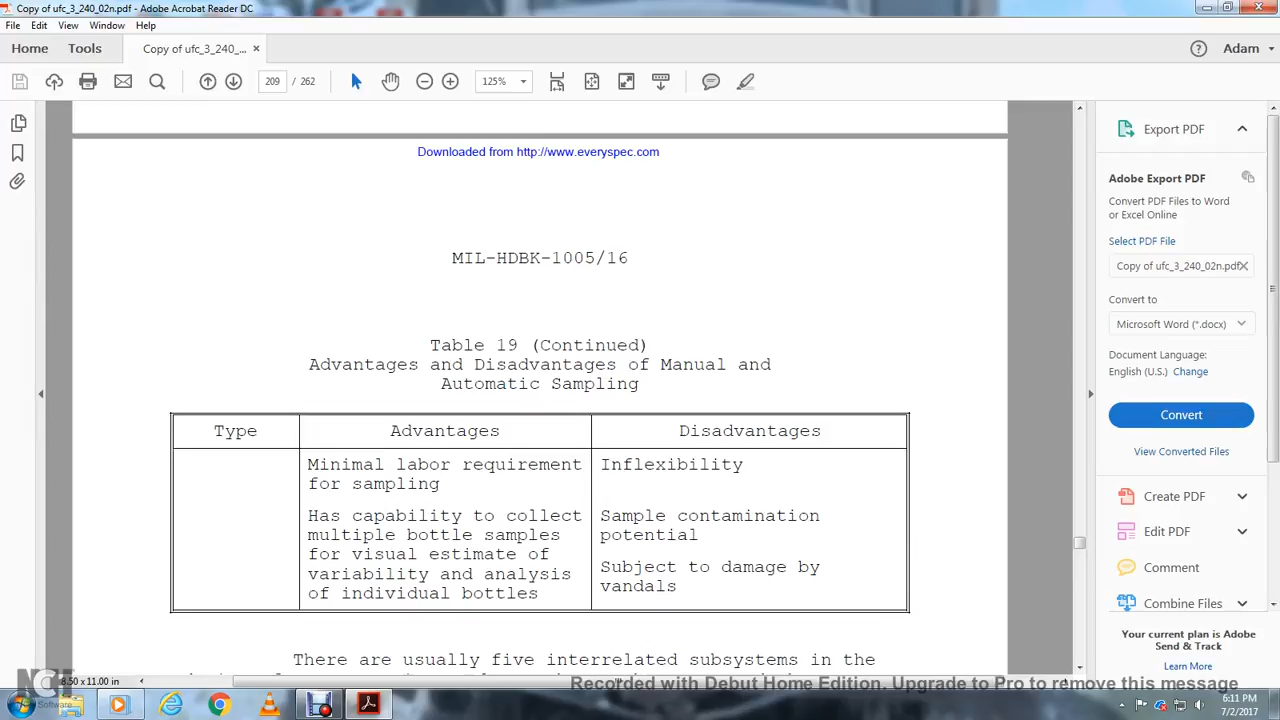 Copy of ufc_3_240_02n.pdf - Adobe Acrobat Reader DC
File Edit View Window Help
Home Tools Copy of ufc_3_240_... × Adam
209 / 262 125%
Export PDF
Downloaded from http://www.everyspec.com
Adobe Export PDF
Convert PDF Files to Word
or Excel Online
Select PDF File
Copy of ufc_3_240_02n.pdf ×
MIL-HDBK-1005/16
Convert to
Microsoft Word (*.docx)
Document Language:
English (U.S.) Change
Convert
View Converted Files
Create PDF
Edit PDF
Comment
Combine Files
Your current plan is Adobe
Send & Track
Learn More
Table 19 (Continued)
Advantages and Disadvantages of Manual and
Automatic Sampling
Type Advantages Disadvantages
Minimal labor requirement
for sampling
Inflexibility
Has capability to collect
multiple bottle samples
for visual estimate of
variability and analysis
of individual bottles
Sample contamination
potential
Subject to damage by
vandals
There are usually five interrelated subsystems in the
8.50 x 11.00 in
Recorded with Debut Home Edition. Upgrade to Pro to remove this message
NCH Software
6:11 PM
7/2/2017